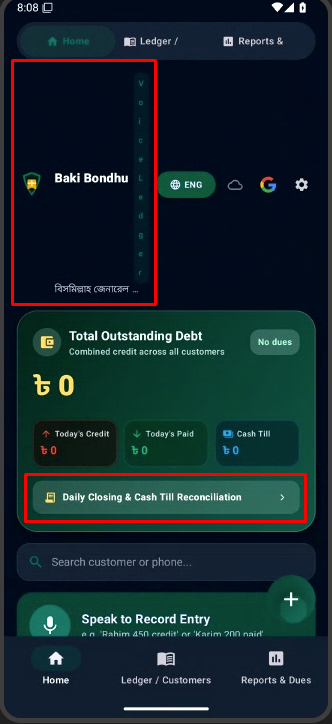 8:08
Home
Ledger /
Reports &
Baki Bondhu
Voice Ledger
ENG
বিসমিল্লাহ জেনারেল ...
Total Outstanding Debt
Combined credit across all customers
No dues
৳ 0
Today's Credit
৳ 0
Today's Paid
৳ 0
Cash Till
৳ 0
Daily Closing & Cash Till Reconciliation
Search customer or phone...
Speak to Record Entry
e.g. 'Rahim 450 credit' or 'Karim 200 paid'
Home
Ledger / Customers
Reports & Dues